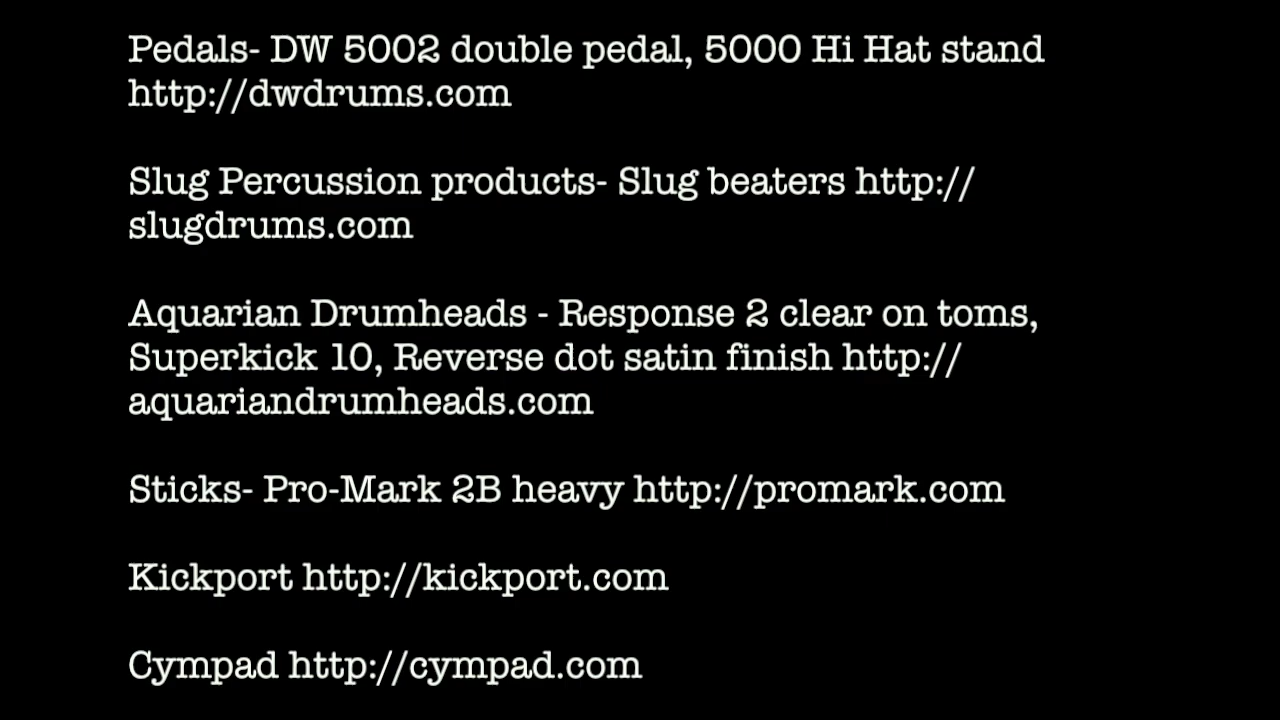 Pedals- DW 5002 double pedal, 5000 Hi Hat stand
http://dwdrums.com
Slug Percussion products- Slug beaters http://
slugdrums.com
Aquarian Drumheads - Response 2 clear on toms,
Superkick 10, Reverse dot satin finish http://
aquariandrumheads.com
Sticks- Pro-Mark 2B heavy http://promark.com
Kickport http://kickport.com
Cympad http://cympad.com